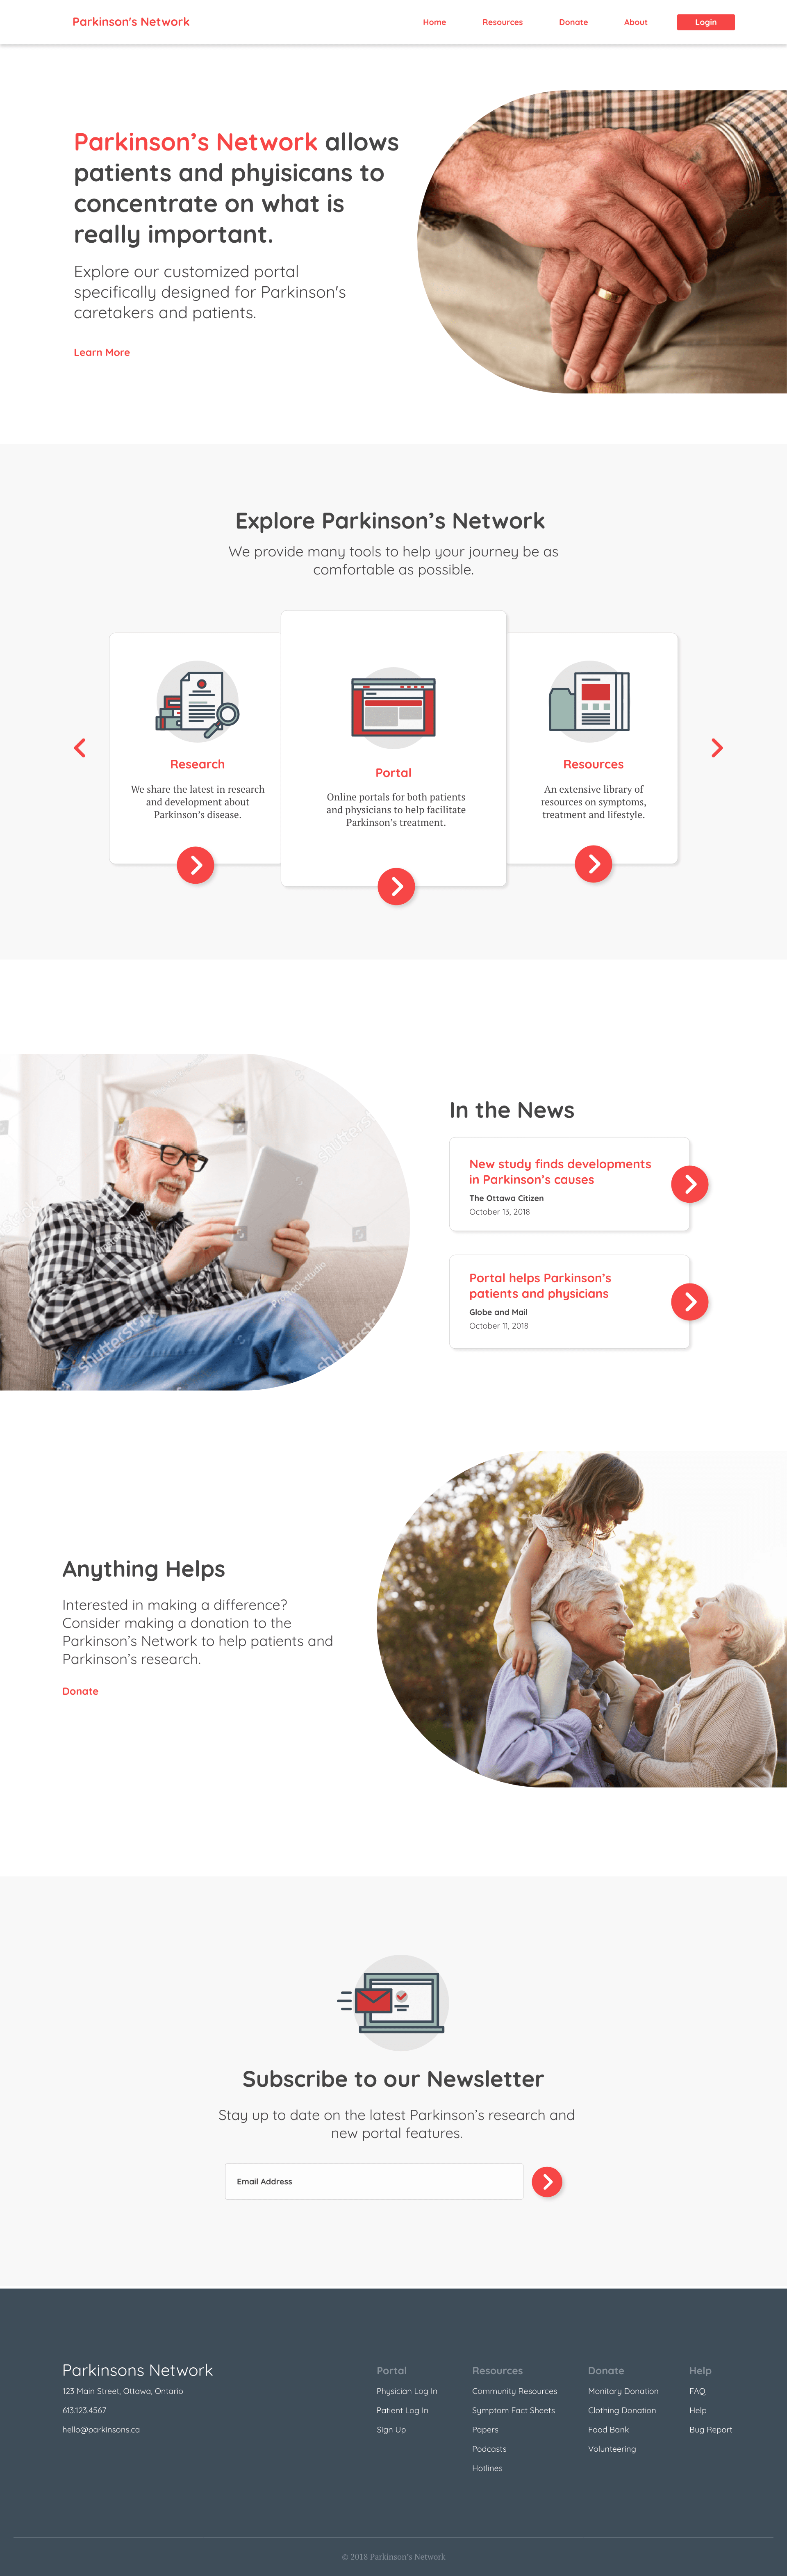 Parkinson's Network
Home
Resources
Donate
About
Login
Parkinson's Network allows
patients and phyisicans to
concentrate on what is
really important.
Explore our customized portal
specifically designed for Parkinson's
caretakers and patients.
Learn More
Explore Parkinson's Network
We provide many tools to help your journey be as
comfortable as possible.
Research
We share the latest in research
and development about
Parkinson's disease.
Portal
Online portals for both patients
and physicians to help facilitate
Parkinson's treatment.
Resources
An extensive library of
resources on symptoms,
treatment and lifestyle.
shutterstock
shutterstock
In the News
New study finds developments
in Parkinson's causes
The Ottawa Citizen
October 13, 2018
Portal helps Parkinson's
patients and physicians
Globe and Mail
October 11, 2018
Anything Helps
Interested in making a difference?
Consider making a donation to the
Parkinson's Network to help patients and
Parkinson's research.
Donate
Subscribe to our Newsletter
Stay up to date on the latest Parkinson's research and
new portal features.
Email Address
Parkinsons Network
123 Main Street, Ottawa, Ontario
613.123.4567
hello@parkinsons.ca
Portal
Physician Log In
Patient Log In
Sign Up
Resources
Community Resources
Symptom Fact Sheets
Papers
Podcasts
Hotlines
Donate
Monitary Donation
Clothing Donation
Food Bank
Volunteering
Help
FAQ
Help
Bug Report
© 2018 Parkinson's Network